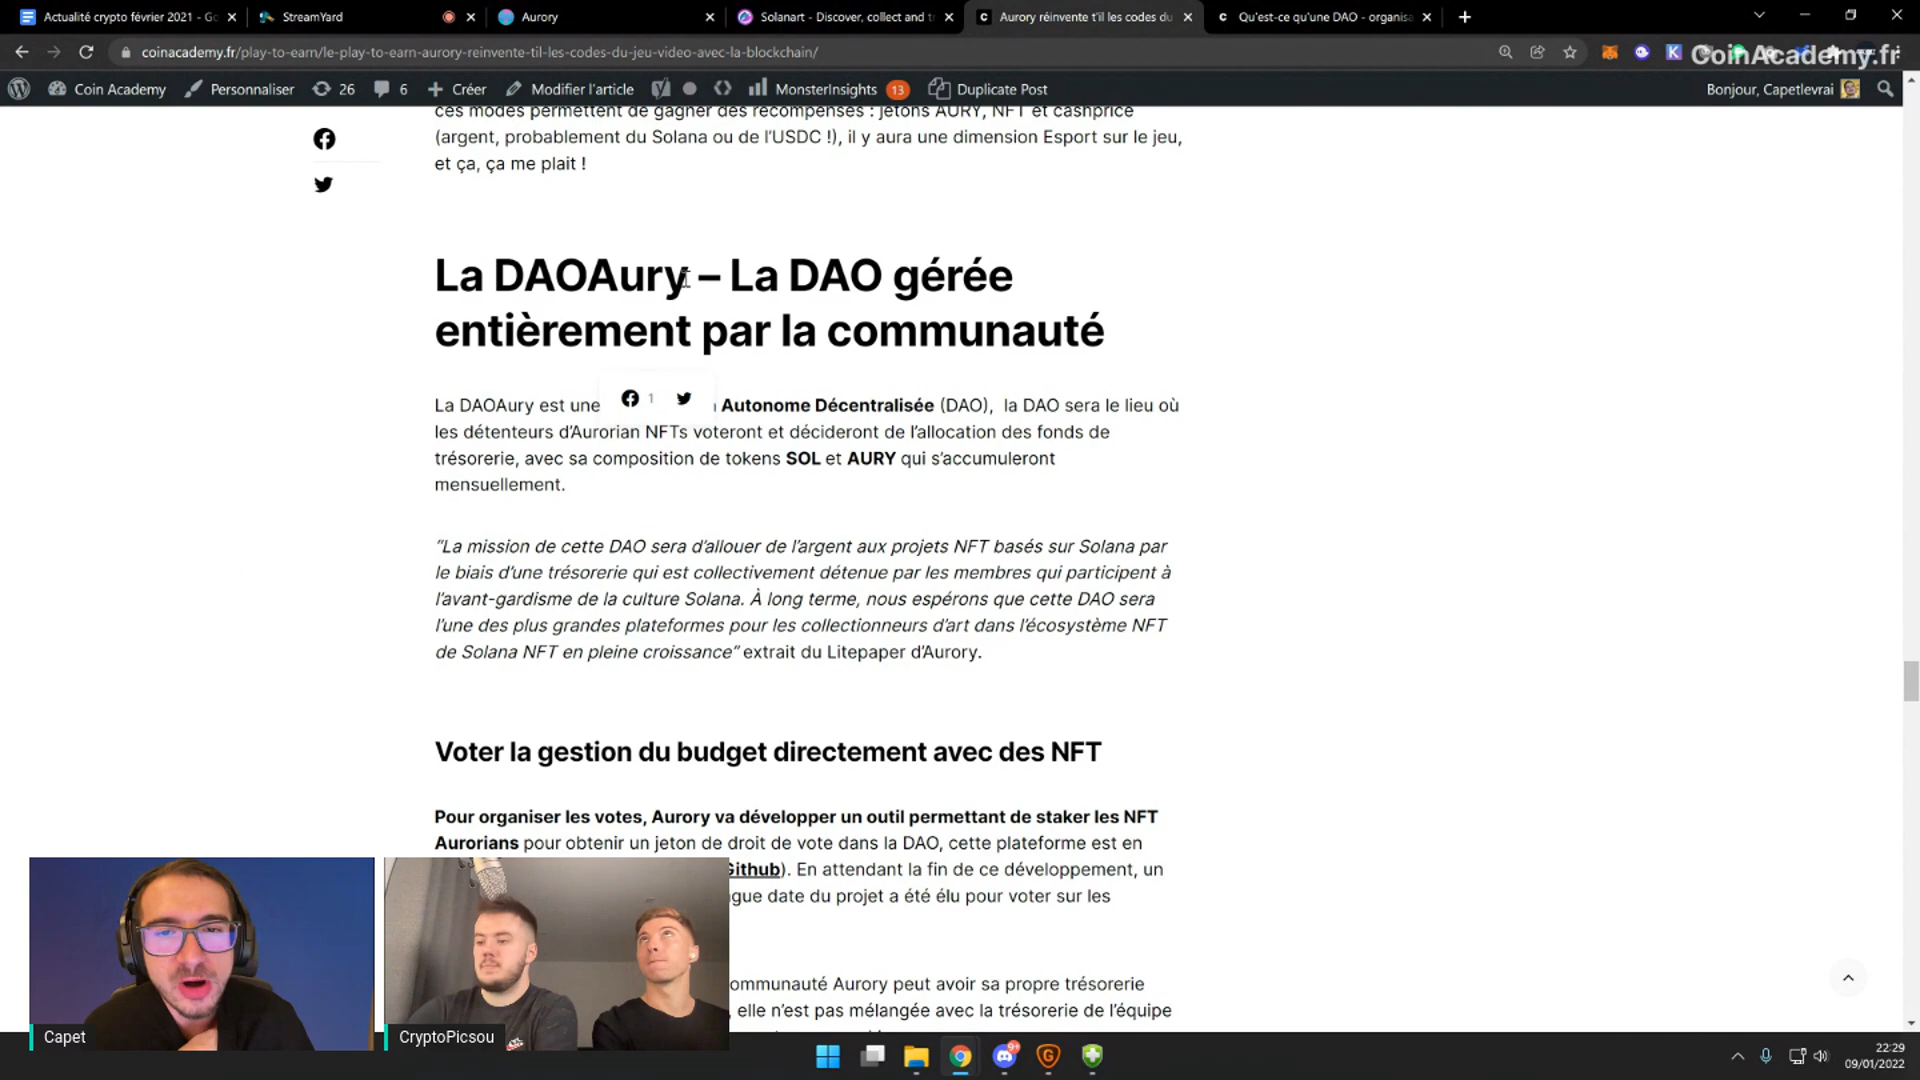 Actualité crypto février 2021 - Go
StreamYard
Aurory
Solanart - Discover, collect and tr
Aurory réinvente t'il les codes du
Qu'est-ce qu'une DAO - organisa
coinacademy.fr/play-to-earn/le-play-to-earn-aurory-reinvente-til-les-codes-du-jeu-video-avec-la-blockchain/
CoinAcademy.fr
Coin Academy
Personnaliser
26
6
Créer
Modifier l'article
MonsterInsights 13
Duplicate Post
Bonjour, Capetlevrai
ces modes permettent de gagner des récompenses : jetons AURY, NFT et cashprice
(argent, probablement du Solana ou de l'USDC !), il y aura une dimension Esport sur le jeu,
et ça, ça me plait !
La DAOAury – La DAO gérée
entièrement par la communauté
La DAOAury est une Autonome Décentralisée (DAO), la DAO sera le lieu où
1
les détenteurs d'Aurorian NFTs voteront et décideront de l'allocation des fonds de
trésorerie, avec sa composition de tokens SOL et AURY qui s'accumuleront
mensuellement.
“La mission de cette DAO sera d'allouer de l'argent aux projets NFT basés sur Solana par
le biais d'une trésorerie qui est collectivement détenue par les membres qui participent à
l'avant-gardisme de la culture Solana. À long terme, nous espérons que cette DAO sera
l'une des plus grandes plateformes pour les collectionneurs d'art dans l'écosystème NFT
de Solana NFT en pleine croissance” extrait du Litepaper d'Aurory.
Voter la gestion du budget directement avec des NFT
Pour organiser les votes, Aurory va développer un outil permettant de staker les NFT
Aurorians pour obtenir un jeton de droit de vote dans la DAO, cette plateforme est en
Github). En attendant la fin de ce développement, un
ngue date du projet a été élu pour voter sur les
ommunauté Aurory peut avoir sa propre trésorerie
, elle n'est pas mélangée avec la trésorerie de l'équipe
Capet
CryptoPicsou
9+
22:29
09/01/2022